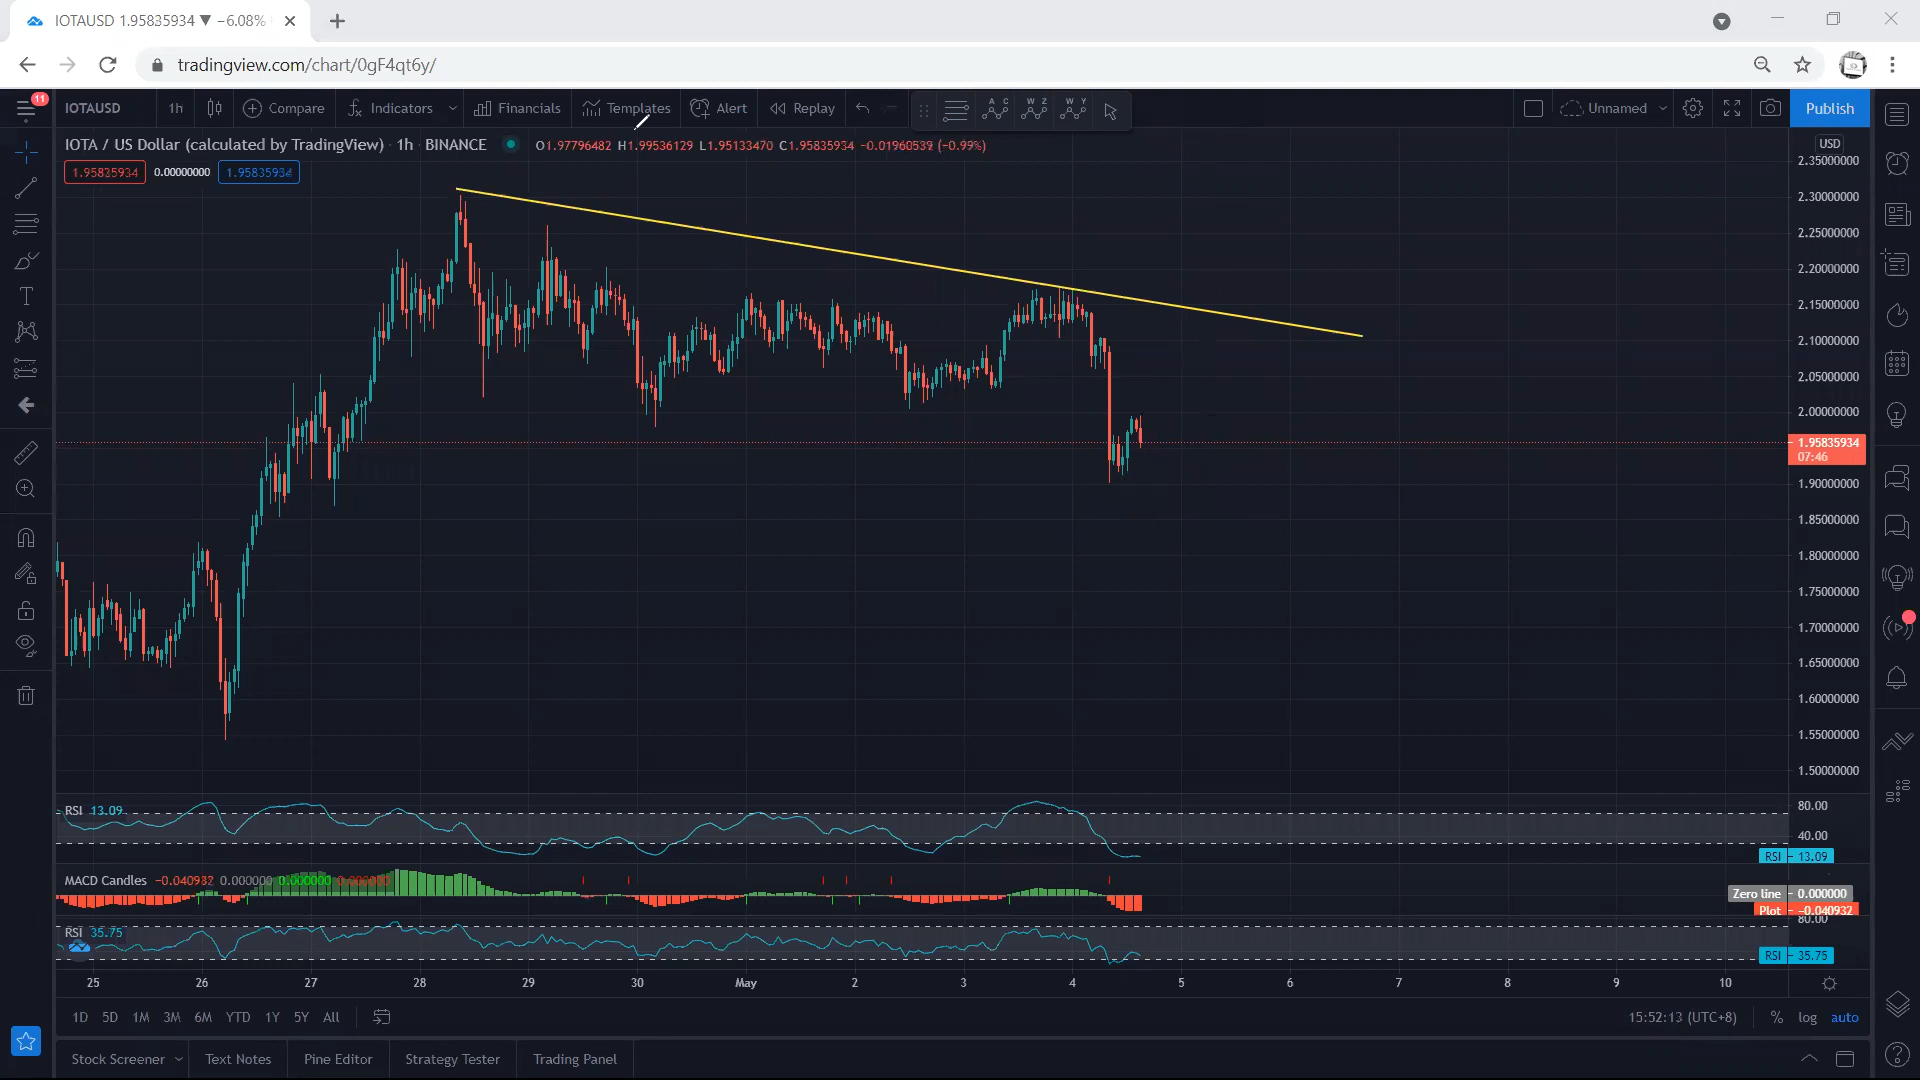 IOTAUSD 1.95835934 ▼ −6.08%
tradingview.com/chart/0gF4qt6y/
11
IOTAUSD 1h Compare Indicators Financials Templates Alert Replay A C W Z W Y Unnamed Publish
IOTA / US Dollar (calculated by TradingView) · 1h · BINANCE O1.97796482 H1.99536129 L1.95133470 C1.95835934 −0.01960539 (−0.99%)
1.95835934 0.00000000 1.95835934
USD
2.35000000
2.30000000
2.25000000
2.20000000
2.15000000
2.10000000
2.05000000
2.00000000
1.95835934
07:46
1.90000000
1.85000000
1.80000000
1.75000000
1.70000000
1.65000000
1.60000000
1.55000000
1.50000000
RSI 13.09
80.00
40.00
RSI 13.09
MACD Candles −0.040932 0.000000 0.000000 0.000000
Zero line 0.000000
Plot −0.040932
80.00
RSI 35.75
RSI 35.75
25 26 27 28 29 30 May 2 3 4 5 6 7 8 9 10
1D 5D 1M 3M 6M YTD 1Y 5Y All 15:52:13 (UTC+8) % log auto
Stock Screener Text Notes Pine Editor Strategy Tester Trading Panel